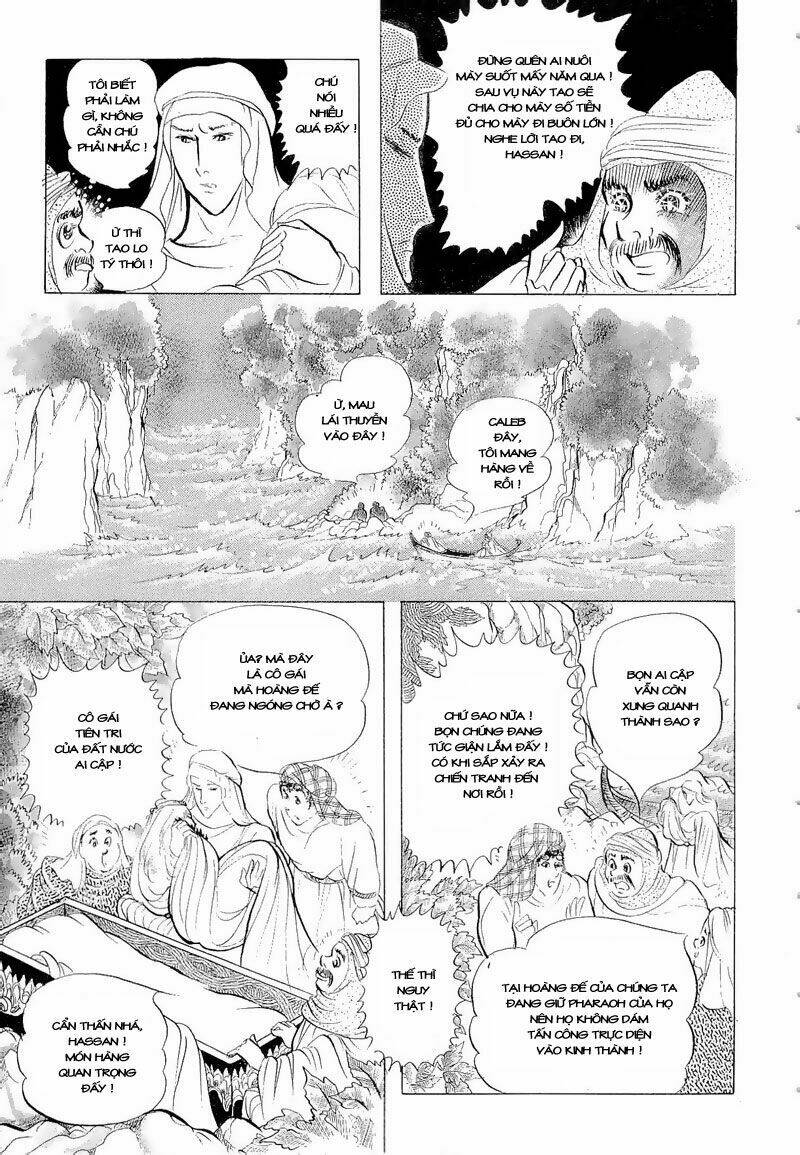 ĐỪNG QUÊN AI NUÔI
MÀY SUỐT MẤY NĂM QUA !
SAU VỤ NÀY TAO SẼ
CHIA CHO MÀY SỐ TIỀN
ĐỦ CHO MÀY ĐI BUÔN LỚN !
NGHE LỜI TAO ĐI,
HASSAN !
CHÚ
NÓI
NHIỀU
QUÁ ĐẤY !
TÔI BIẾT
PHẢI LÀM
GÌ, KHÔNG
CẦN CHÚ
PHẢI NHẮC !
Ừ THÌ
TAO LO
TÝ THÔI !
CALEB
ĐÂY,
TÔI MANG
HÀNG VỀ
RỒI !
Ừ, MAU
LÁI THUYỀN
VÀO ĐÂY !
BỌN AI CẬP
VẪN CÒN
XUNG QUANH
THÀNH SAO ?
CHỨ SAO NỮA !
BỌN CHÚNG ĐANG
TỨC GIẬN LẮM ĐẤY !
CÓ KHI SẮP XẢY RA
CHIẾN TRANH ĐẾN
NƠI RỒI !
TẠI HOÀNG ĐẾ CỦA CHÚNG TA
ĐANG GIỮ PHARAOH CỦA HỌ
NÊN HỌ KHÔNG DÁM
TẤN CÔNG TRỰC DIỆN
VÀO KINH THÀNH !
THẾ THÌ
NGUY
THẬT !
ỦA? MÀ ĐÂY
LÀ CÔ GÁI
MÀ HOÀNG ĐẾ
ĐANG NGÓNG CHỜ À ?
CÔ GÁI
TIÊN TRI
CỦA ĐẤT NƯỚC
AI CẬP !
CẨN THẬN NHÁ,
HASSAN !
MÓN HÀNG
QUAN TRỌNG
ĐẤY !